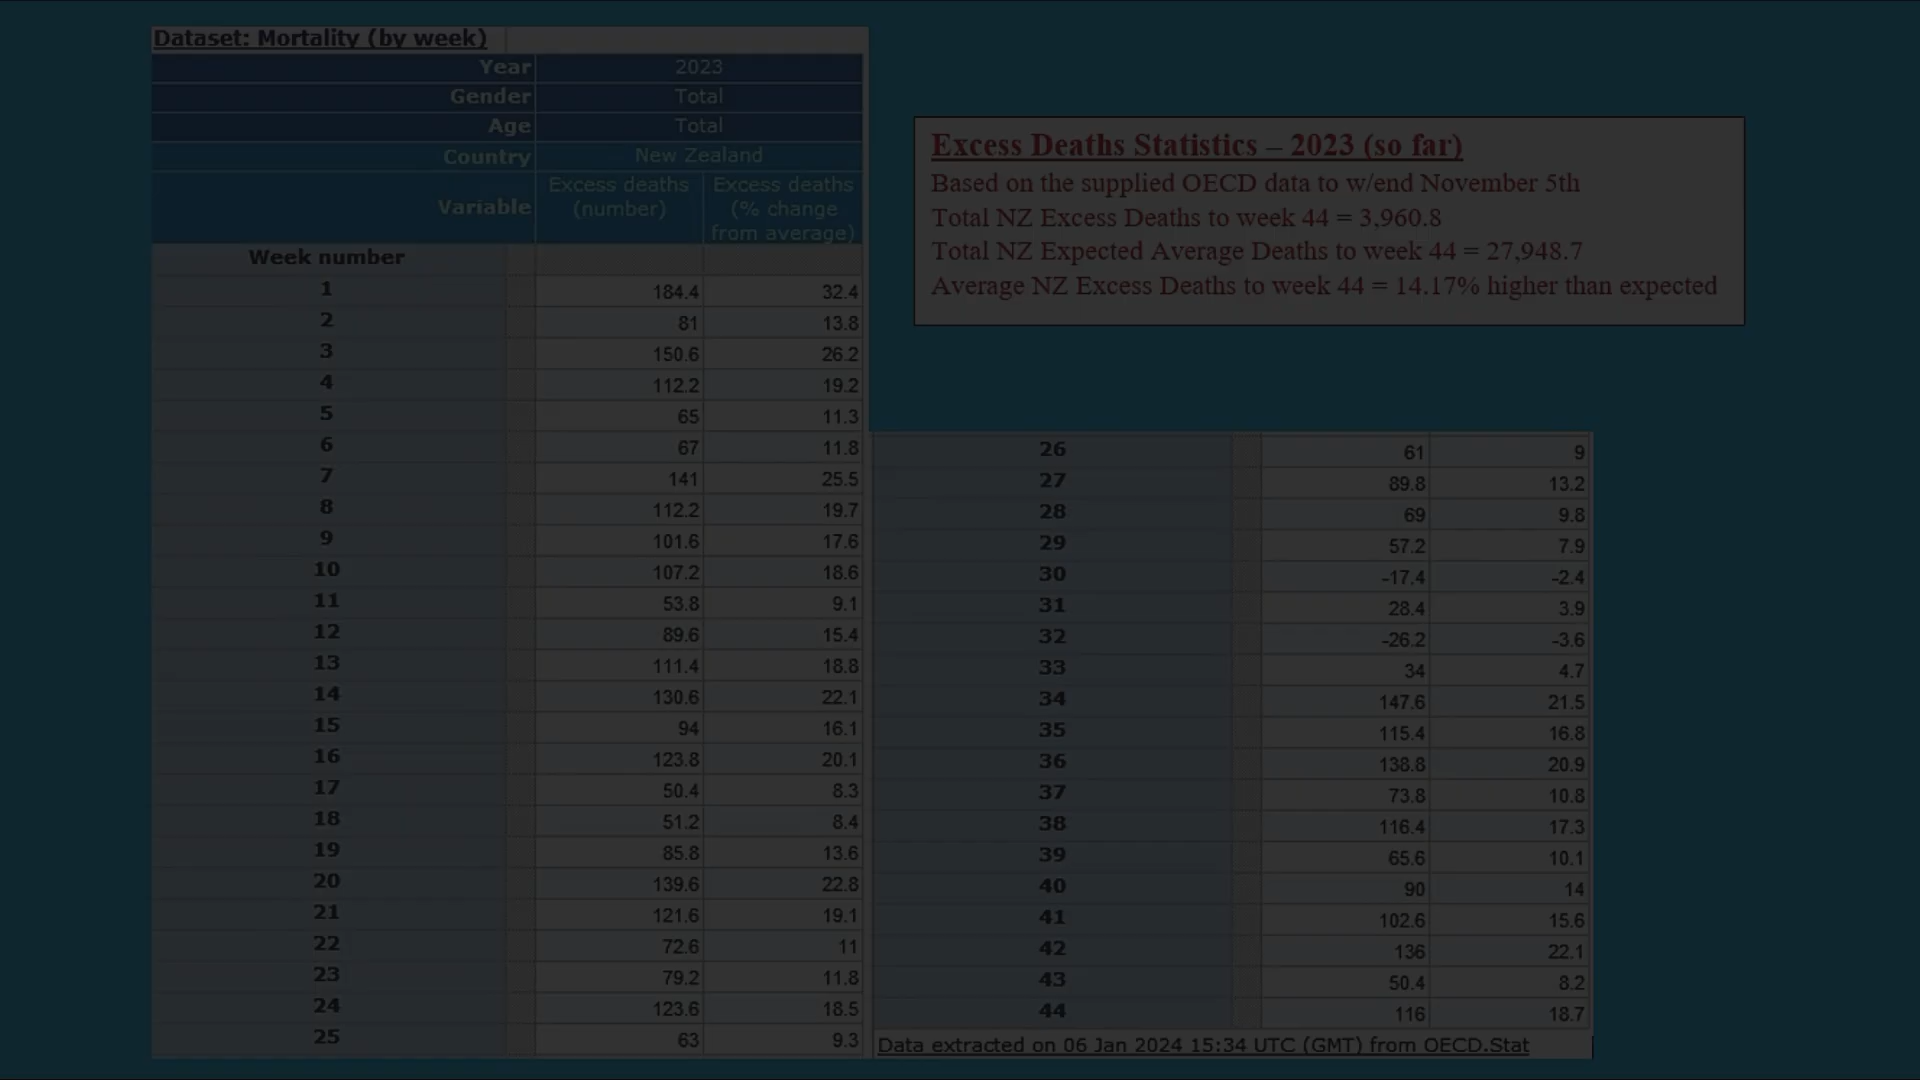 Dataset: Mortality (by week)
Year 2023
Gender Total
Age Total
Country New Zealand
Variable Excess deaths (number) Excess deaths (% change from average)
Week number
1 184.4 32.4
2 81 13.8
3 150.6 26.2
4 112.2 19.2
5 65 11.3
6 67 11.8
7 141 25.5
8 112.2 19.7
9 101.6 17.6
10 107.2 18.6
11 53.8 9.1
12 89.6 15.4
13 111.4 18.8
14 130.6 22.1
15 94 16.1
16 123.8 20.1
17 50.4 8.3
18 51.2 8.4
19 85.8 13.6
20 139.6 22.8
21 121.6 19.1
22 72.6 11
23 79.2 11.8
24 123.6 18.5
25 63 9.3
Excess Deaths Statistics – 2023 (so far)
Based on the supplied OECD data to w/end November 5th
Total NZ Excess Deaths to week 44 = 3,960.8
Total NZ Expected Average Deaths to week 44 = 27,948.7
Average NZ Excess Deaths to week 44 = 14.17% higher than expected
26 61 9
27 89.8 13.2
28 69 9.8
29 57.2 7.9
30 -17.4 -2.4
31 28.4 3.9
32 -26.2 -3.6
33 34 4.7
34 147.6 21.5
35 115.4 16.8
36 138.8 20.9
37 73.8 10.8
38 116.4 17.3
39 65.6 10.1
40 90 14
41 102.6 15.6
42 136 22.1
43 50.4 8.2
44 116 18.7
Data extracted on 06 Jan 2024 15:34 UTC (GMT) from OECD.Stat